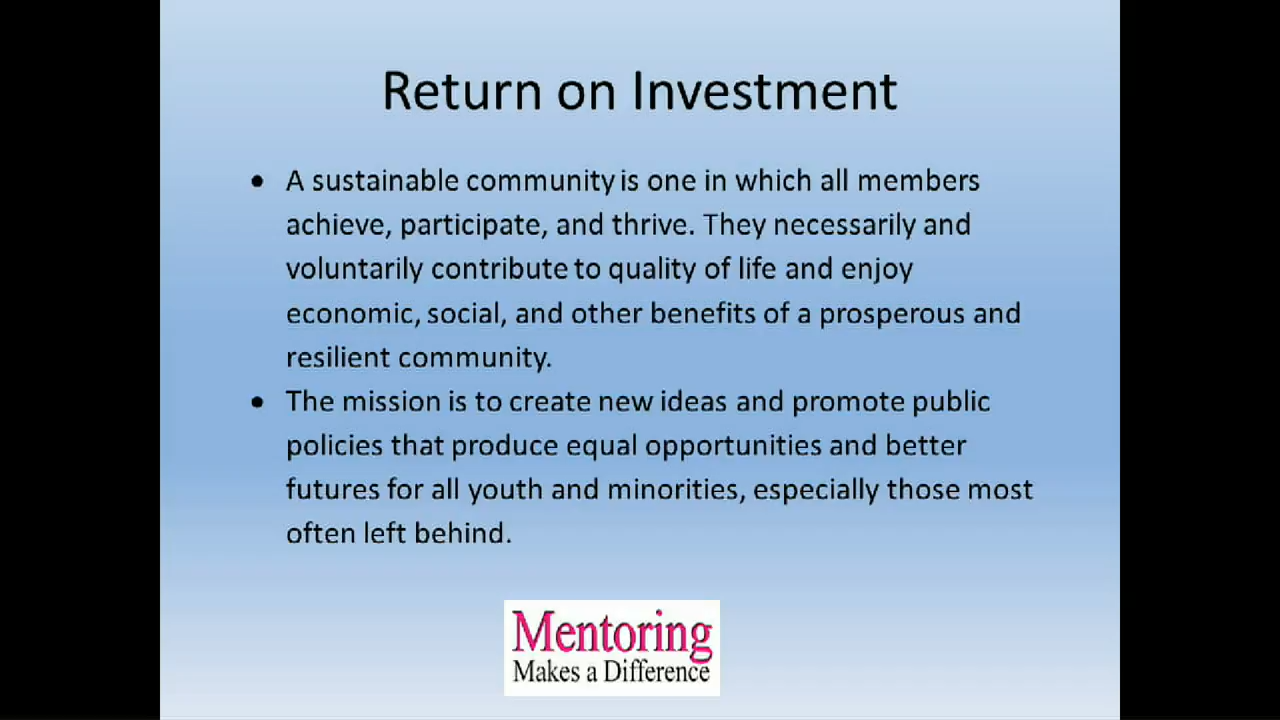 Return on Investment
• A sustainable community is one in which all members
achieve, participate, and thrive. They necessarily and
voluntarily contribute to quality of life and enjoy
economic, social, and other benefits of a prosperous and
resilient community.
• The mission is to create new ideas and promote public
policies that produce equal opportunities and better
futures for all youth and minorities, especially those most
often left behind.
Mentoring
Makes a Difference